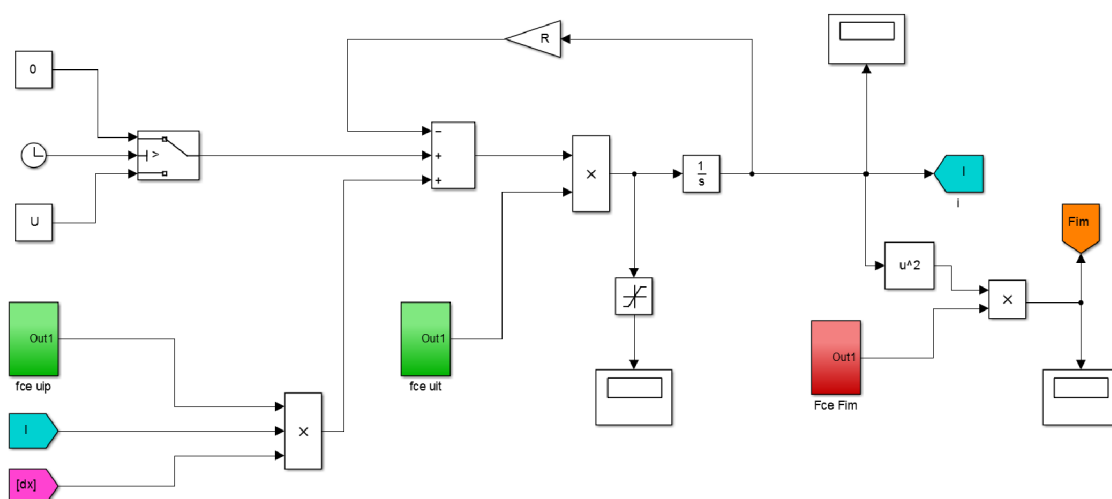 R
0
>
−
+
+
×
1
s
I
i
U
Fim
u^2
×
Out1
fce uip
Out1
fce uit
Out1
Fce Fim
I
×
[dx]